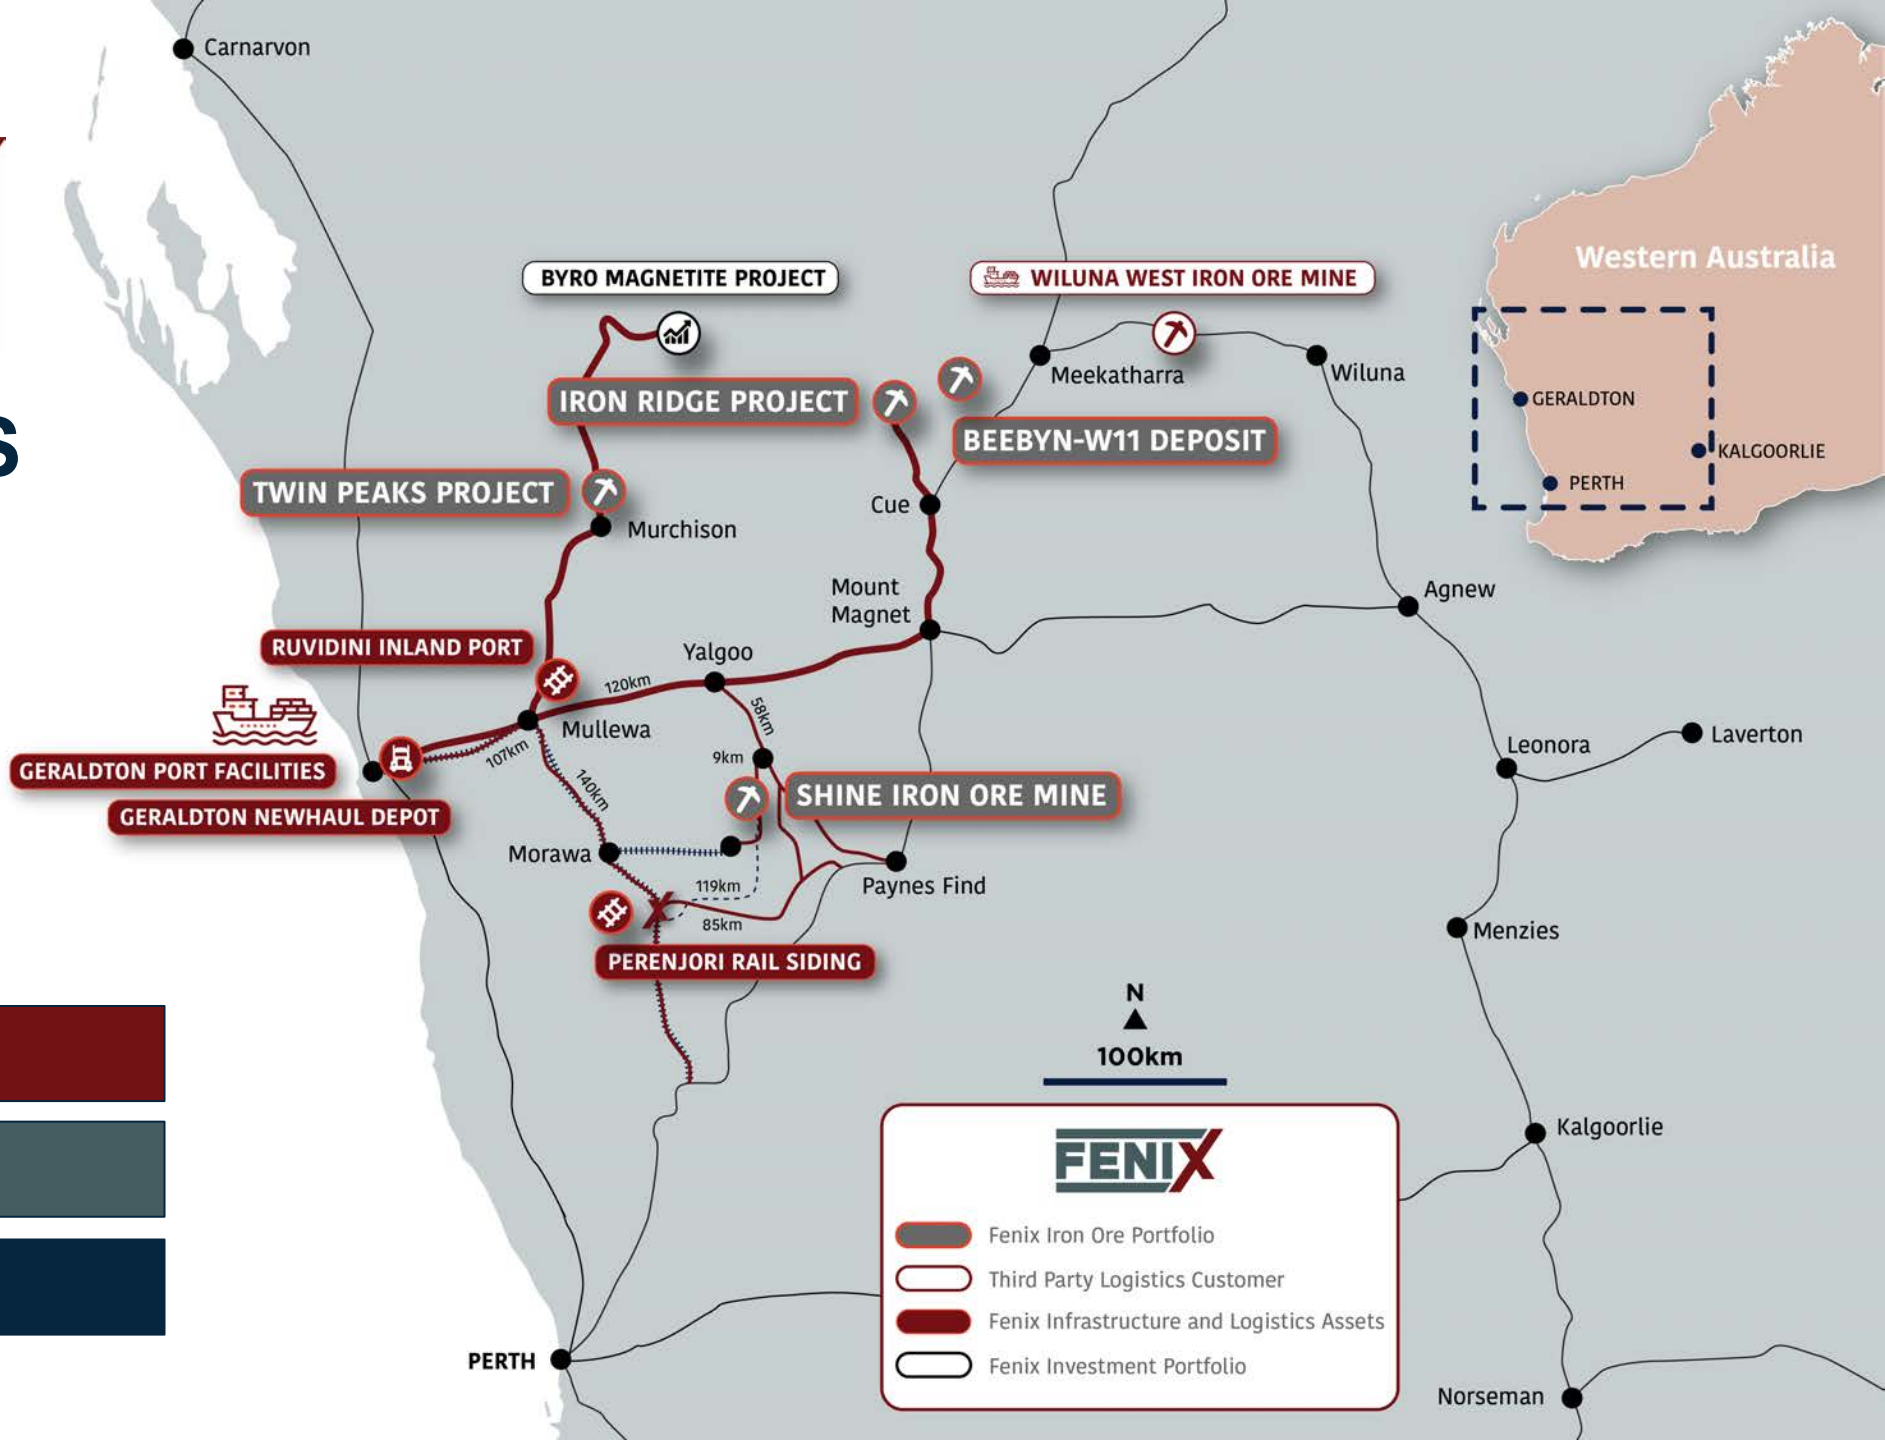 Carnarvon
BYRO MAGNETITE PROJECT
WILUNA WEST IRON ORE MINE
Western Australia
Meekatharra
Wiluna
IRON RIDGE PROJECT
BEEBYN-W11 DEPOSIT
GERALDTON
KALGOORLIE
PERTH
S
TWIN PEAKS PROJECT
Cue
Murchison
Mount
Magnet
Agnew
RUVIDINI INLAND PORT
Yalgoo
120km
58km
Mullewa
107km
9km
Leonora
Laverton
GERALDTON PORT FACILITIES
140km
SHINE IRON ORE MINE
GERALDTON NEWHAUL DEPOT
Morawa
119km
Paynes Find
85km
Menzies
PERENJORI RAIL SIDING
N
100km
Kalgoorlie
FENIX
Fenix Iron Ore Portfolio
Third Party Logistics Customer
Fenix Infrastructure and Logistics Assets
Fenix Investment Portfolio
PERTH
Norseman